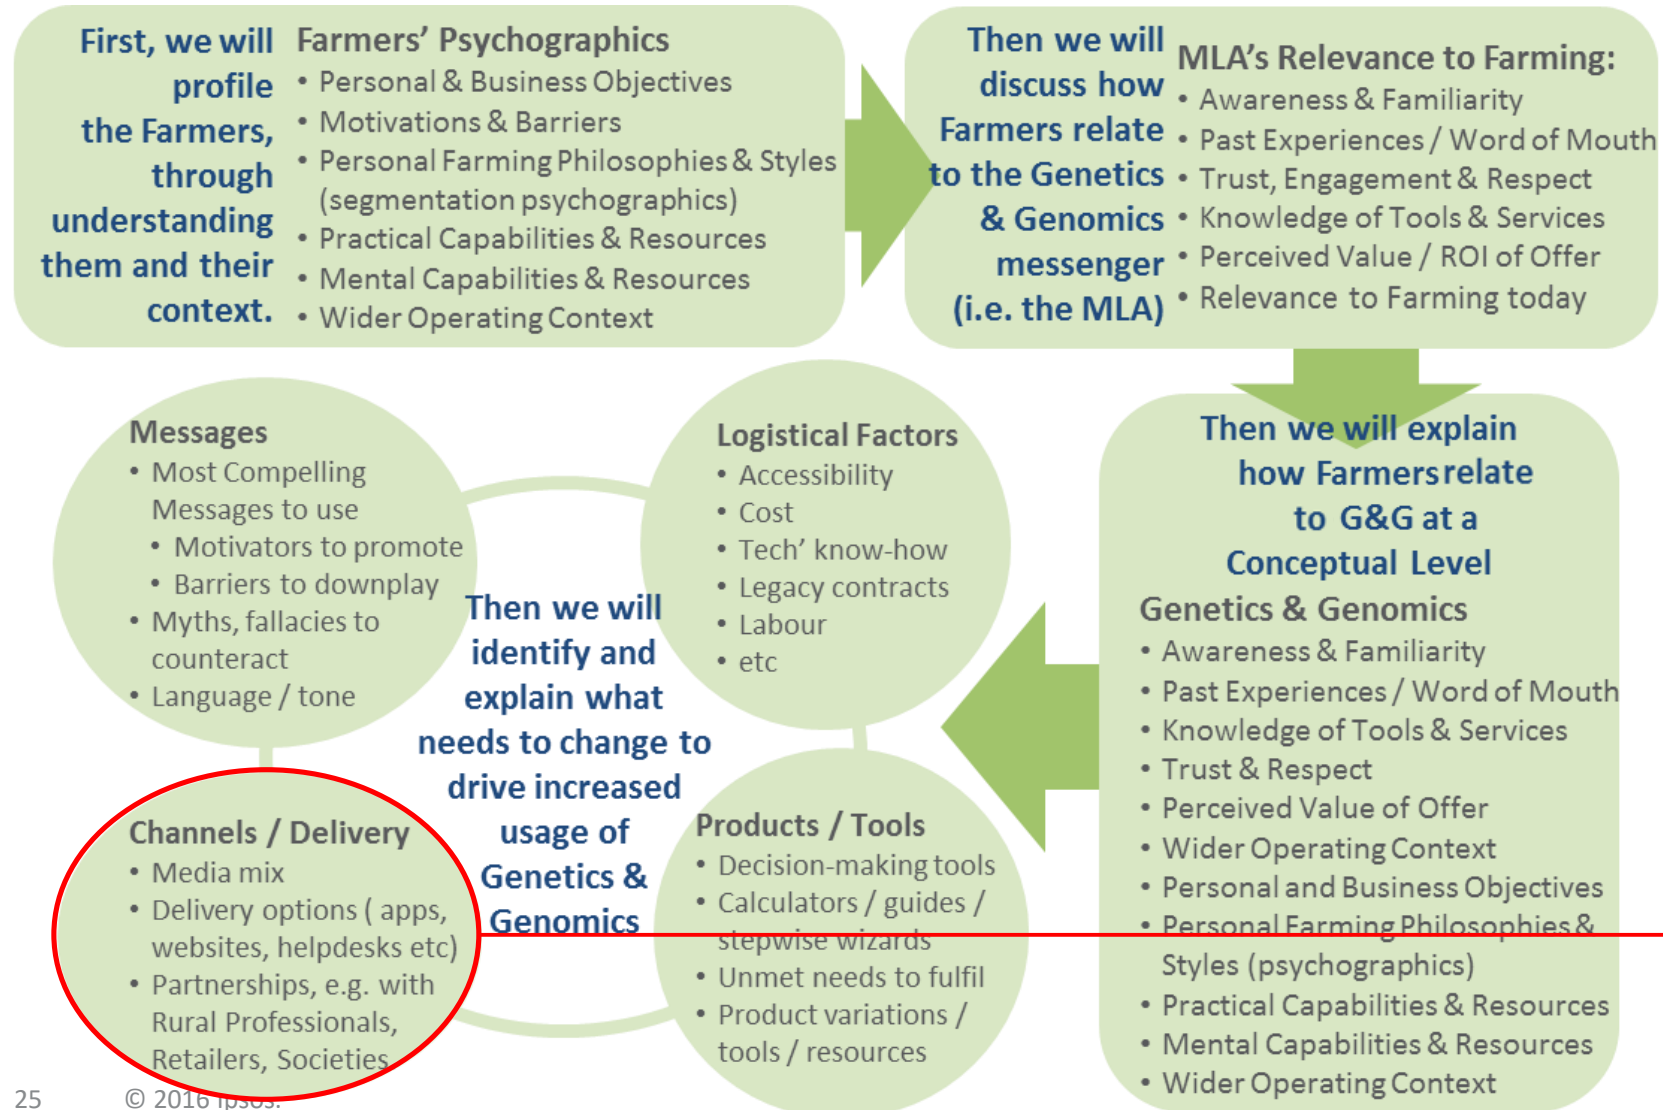 First, we will
profile
the Farmers,
through
understanding
them and their
context.
Farmers’ Psychographics
• Personal & Business Objectives
• Motivations & Barriers
• Personal Farming Philosophies & Styles
(segmentation psychographics)
• Practical Capabilities & Resources
• Mental Capabilities & Resources
• Wider Operating Context
Then we will
discuss how
Farmers relate
to the Genetics
& Genomics
messenger
(i.e. the MLA)
MLA’s Relevance to Farming:
• Awareness & Familiarity
• Past Experiences / Word of Mouth
• Trust, Engagement & Respect
• Knowledge of Tools & Services
• Perceived Value / ROI of Offer
• Relevance to Farming today
Then we will explain
how Farmers relate
to G&G at a
Conceptual Level
Genetics & Genomics
• Awareness & Familiarity
• Past Experiences / Word of Mouth
• Knowledge of Tools & Services
• Trust & Respect
• Perceived Value of Offer
• Wider Operating Context
• Personal and Business Objectives
• Personal Farming Philosophies &
Styles (psychographics)
• Practical Capabilities & Resources
• Mental Capabilities & Resources
• Wider Operating Context
Messages
• Most Compelling
Messages to use
• Motivators to promote
• Barriers to downplay
• Myths, fallacies to
counteract
• Language / tone
Logistical Factors
• Accessibility
• Cost
• Tech’ know-how
• Legacy contracts
• Labour
• etc
Then we will
identify and
explain what
needs to change to
drive increased
usage of
Genetics &
Genomics
Channels / Delivery
• Media mix
• Delivery options ( apps,
websites, helpdesks etc)
• Partnerships, e.g. with
Rural Professionals,
Retailers, Societies
Products / Tools
• Decision-making tools
• Calculators / guides /
stepwise wizards
• Unmet needs to fulfil
• Product variations /
tools / resources
25
© 2016 Ipsos.